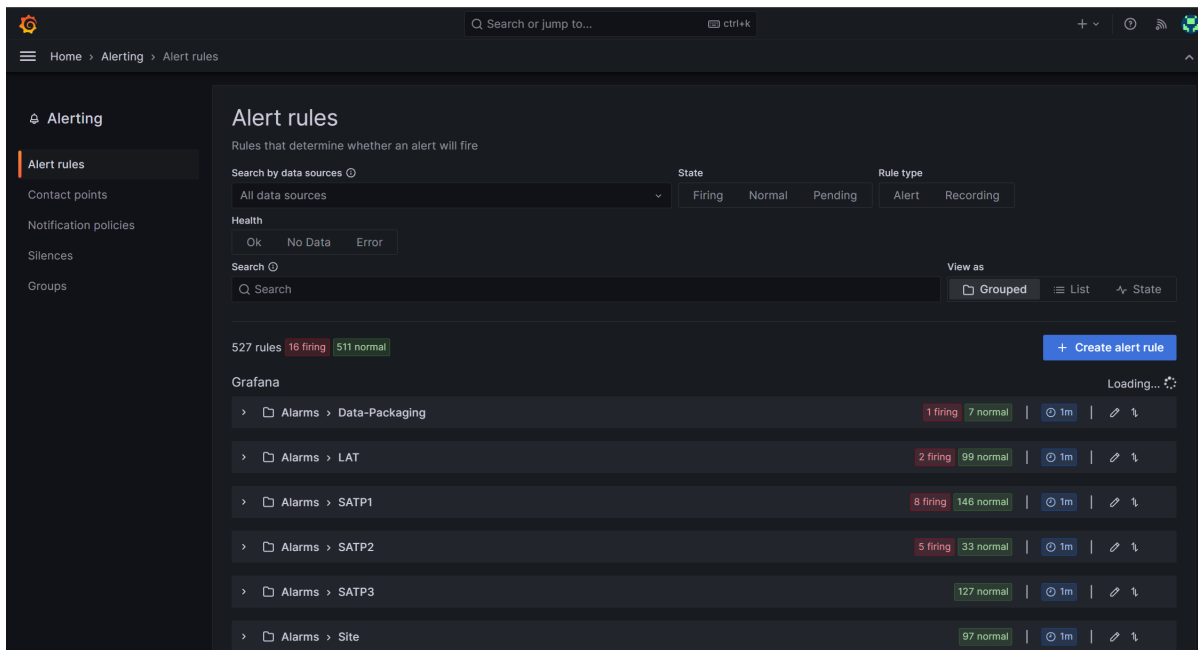 Search or jump to... ctrl+k
Home > Alerting > Alert rules
Alerting
Alert rules
Contact points
Notification policies
Silences
Groups
Alert rules
Rules that determine whether an alert will fire
Search by data sources
All data sources
State
Firing Normal Pending
Rule type
Alert Recording
Health
Ok No Data Error
Search
Search
View as
Grouped List State
527 rules 16 firing 511 normal
+ Create alert rule
Grafana
Loading...
Alarms > Data-Packaging 1 firing 7 normal | 1m |
Alarms > LAT 2 firing 99 normal | 1m |
Alarms > SATP1 8 firing 146 normal | 1m |
Alarms > SATP2 5 firing 33 normal | 1m |
Alarms > SATP3 127 normal | 1m |
Alarms > Site 97 normal | 1m |